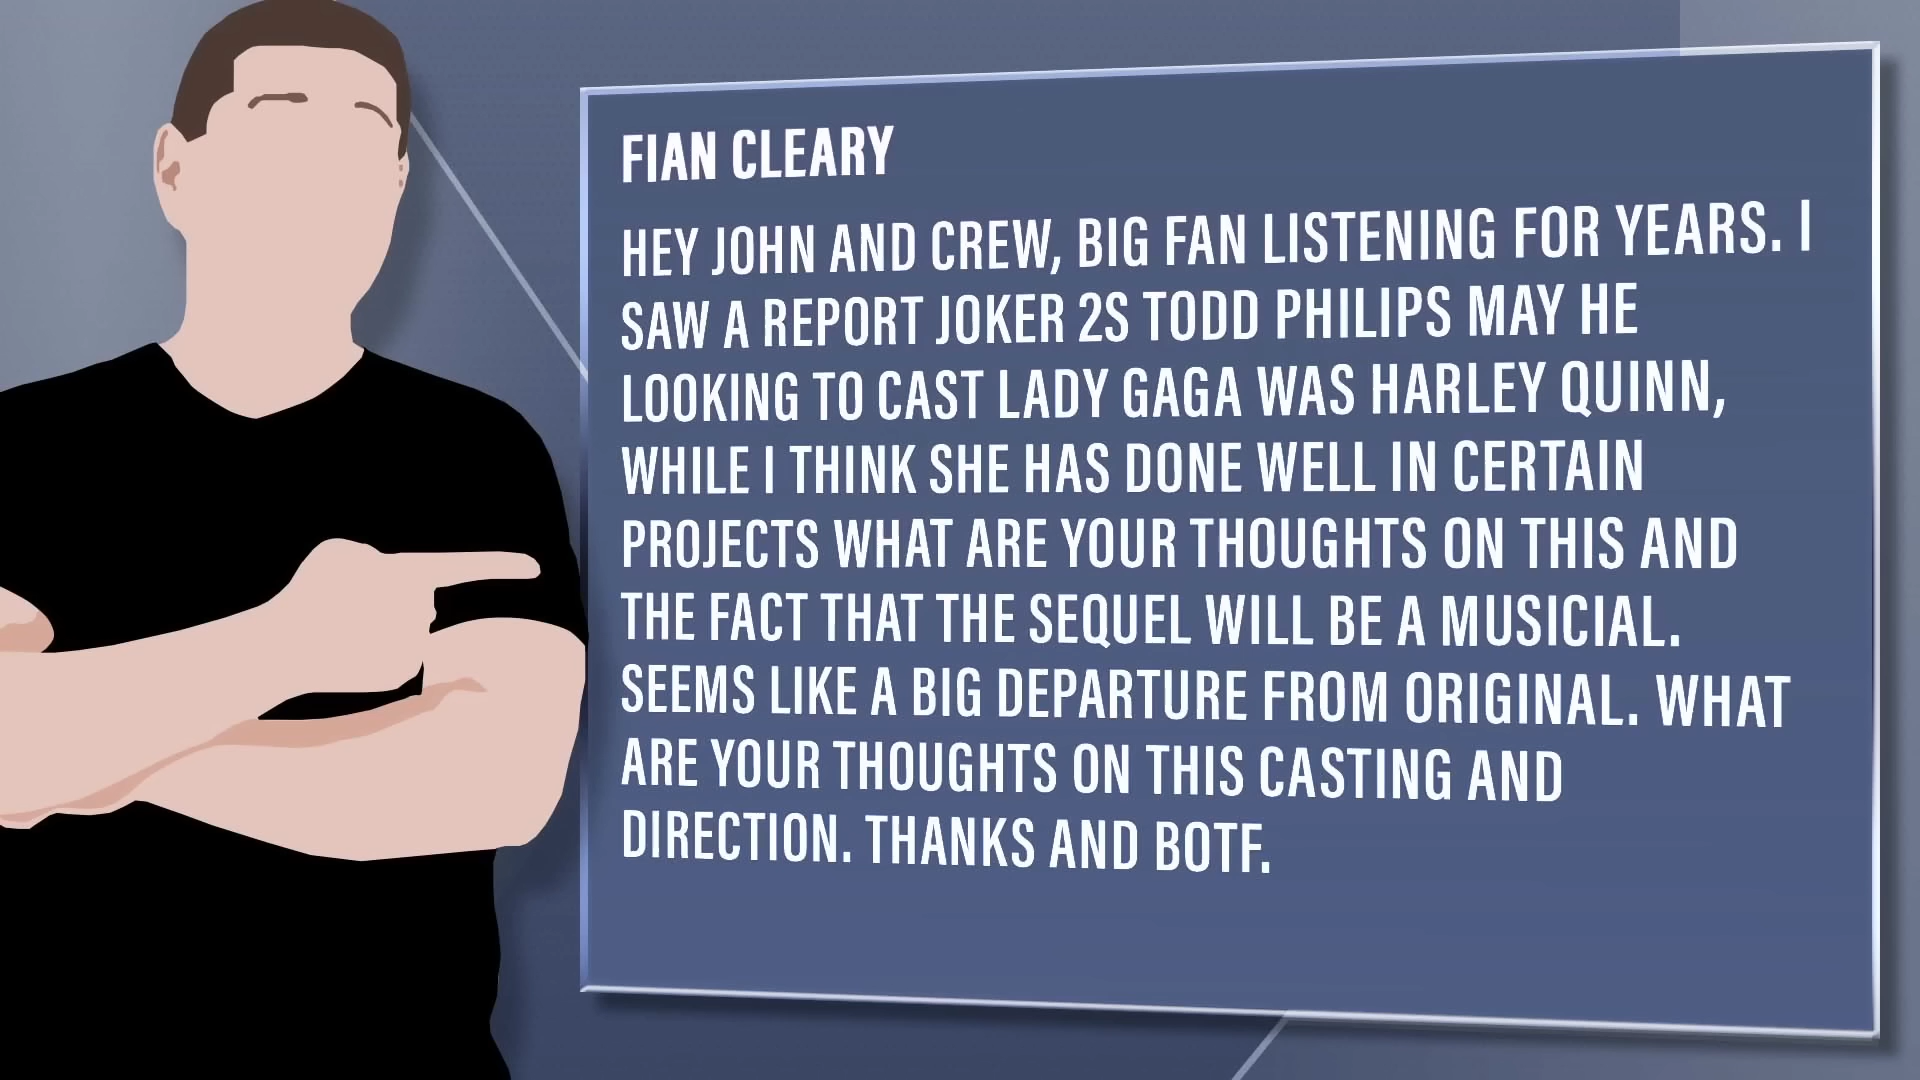 FIAN CLEARY
HEY JOHN AND CREW, BIG FAN LISTENING FOR YEARS. I
SAW A REPORT JOKER 2S TODD PHILIPS MAY HE
LOOKING TO CAST LADY GAGA WAS HARLEY QUINN,
WHILE I THINK SHE HAS DONE WELL IN CERTAIN
PROJECTS WHAT ARE YOUR THOUGHTS ON THIS AND
THE FACT THAT THE SEQUEL WILL BE A MUSICIAL.
SEEMS LIKE A BIG DEPARTURE FROM ORIGINAL. WHAT
ARE YOUR THOUGHTS ON THIS CASTING AND
DIRECTION. THANKS AND BOTF.